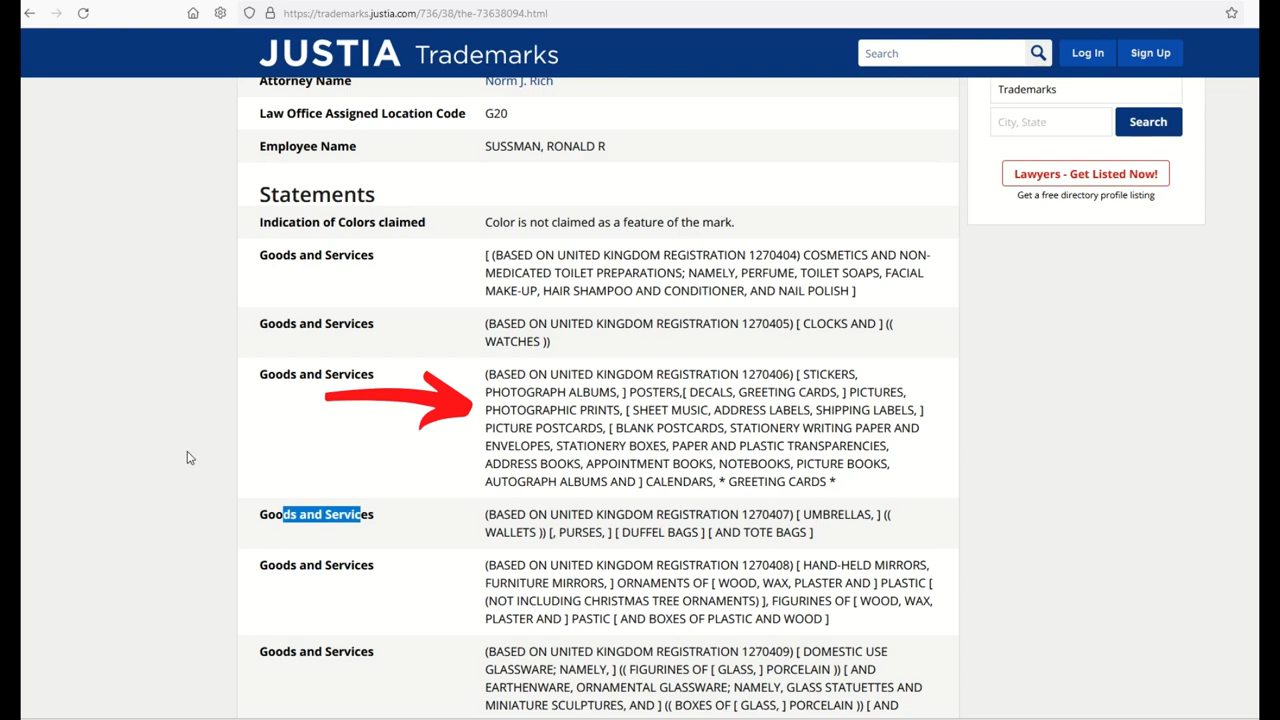 https://trademarks.justia.com/736/38/the-73638094.html
JUSTIA Trademarks
Search
Log In
Sign Up
Attorney Name
Norm J. Rich
Law Office Assigned Location Code
G20
Employee Name
SUSSMAN, RONALD R
Statements
Indication of Colors claimed
Color is not claimed as a feature of the mark.
Goods and Services
[ (BASED ON UNITED KINGDOM REGISTRATION 1270404) COSMETICS AND NON-
MEDICATED TOILET PREPARATIONS; NAMELY, PERFUME, TOILET SOAPS, FACIAL
MAKE-UP, HAIR SHAMPOO AND CONDITIONER, AND NAIL POLISH ]
Goods and Services
(BASED ON UNITED KINGDOM REGISTRATION 1270405) [ CLOCKS AND ] ((
WATCHES ))
Goods and Services
(BASED ON UNITED KINGDOM REGISTRATION 1270406) [ STICKERS,
PHOTOGRAPH ALBUMS, ] POSTERS,[ DECALS, GREETING CARDS, ] PICTURES,
PHOTOGRAPHIC PRINTS, [ SHEET MUSIC, ADDRESS LABELS, SHIPPING LABELS, ]
PICTURE POSTCARDS, [ BLANK POSTCARDS, STATIONERY WRITING PAPER AND
ENVELOPES, STATIONERY BOXES, PAPER AND PLASTIC TRANSPARENCIES,
ADDRESS BOOKS, APPOINTMENT BOOKS, NOTEBOOKS, PICTURE BOOKS,
AUTOGRAPH ALBUMS AND ] CALENDARS, * GREETING CARDS *
Goods and Services
(BASED ON UNITED KINGDOM REGISTRATION 1270407) [ UMBRELLAS, ] ((
WALLETS )) [, PURSES, ] [ DUFFEL BAGS ] [ AND TOTE BAGS ]
Goods and Services
(BASED ON UNITED KINGDOM REGISTRATION 1270408) [ HAND-HELD MIRRORS,
FURNITURE MIRRORS, ] ORNAMENTS OF [ WOOD, WAX, PLASTER AND ] PLASTIC [
(NOT INCLUDING CHRISTMAS TREE ORNAMENTS) ], FIGURINES OF [ WOOD, WAX,
PLASTER AND ] PASTIC [ AND BOXES OF PLASTIC AND WOOD ]
Goods and Services
(BASED ON UNITED KINGDOM REGISTRATION 1270409) [ DOMESTIC USE
GLASSWARE; NAMELY, ] (( FIGURINES OF [ GLASS, ] PORCELAIN )) [ AND
EARTHENWARE, ORNAMENTAL GLASSWARE; NAMELY, GLASS STATUETTES AND
MINIATURE SCULPTURES, AND ] (( BOXES OF [ GLASS, ] PORCELAIN )) [ AND
Trademarks
City, State
Search
Lawyers - Get Listed Now!
Get a free directory profile listing